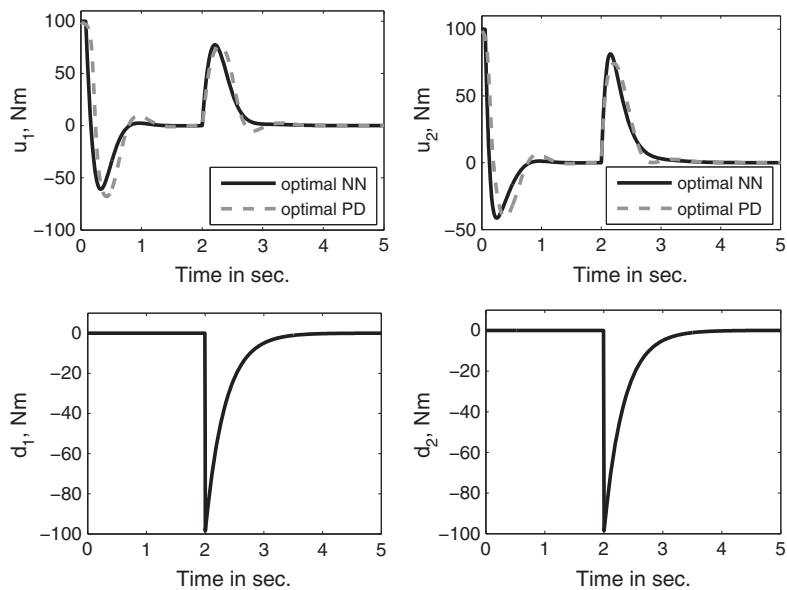 100
50
0
−50
−100
u1, Nm
optimal NN
optimal PD
0 1 2 3 4 5
Time in sec.
100
50
0
−50
u2, Nm
optimal NN
optimal PD
0 1 2 3 4 5
Time in sec.
0
−20
−40
−60
−80
−100
d1, Nm
0 1 2 3 4 5
Time in sec.
0
−20
−40
−60
−80
−100
d2, Nm
0 1 2 3 4 5
Time in sec.